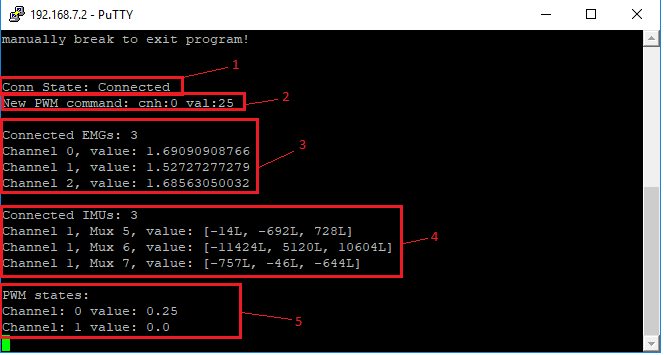 192.168.7.2 - PuTTY
manually break to exit program!
1
Conn State: Connected
2
New PWM command: cnh:0 val:25
Connected EMGs: 3
3
Channel 0, value: 1.69090908766
Channel 1, value: 1.52727277279
Channel 2, value: 1.68563050032
Connected IMUs: 3
Channel 1, Mux 5, value: [-14L, -692L, 728L]
4
Channel 1, Mux 6, value: [-11424L, 5120L, 10604L]
Channel 1, Mux 7, value: [-757L, -46L, -644L]
PWM states:
Channel: 0 value: 0.25
5
Channel: 1 value: 0.0